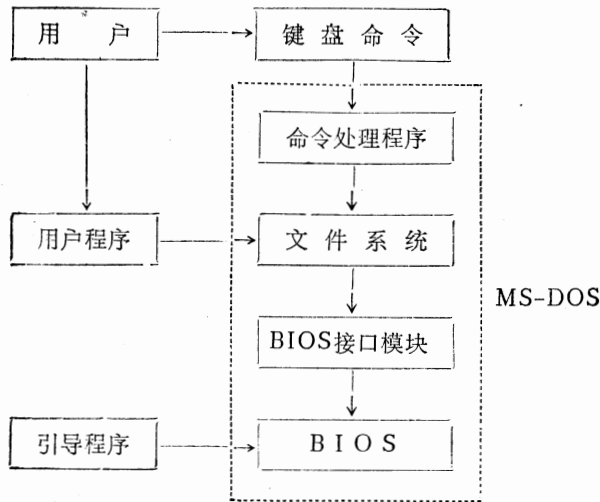 用户
键盘命令
命令处理程序
用户程序
文件系统
MS-DOS
BIOS接口模块
引导程序
BIOS